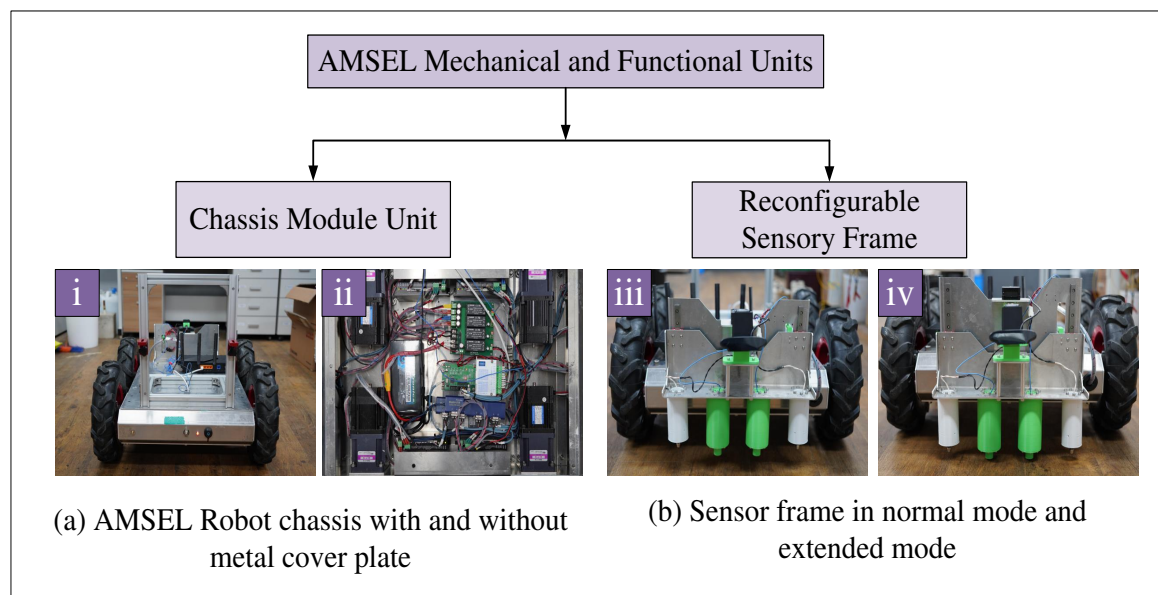 AMSEL Mechanical and Functional Units
Chassis Module Unit
Reconfigurable
Sensory Frame
i
ii
iii
iv
(a) AMSEL Robot chassis with and without
metal cover plate
(b) Sensor frame in normal mode and
extended mode